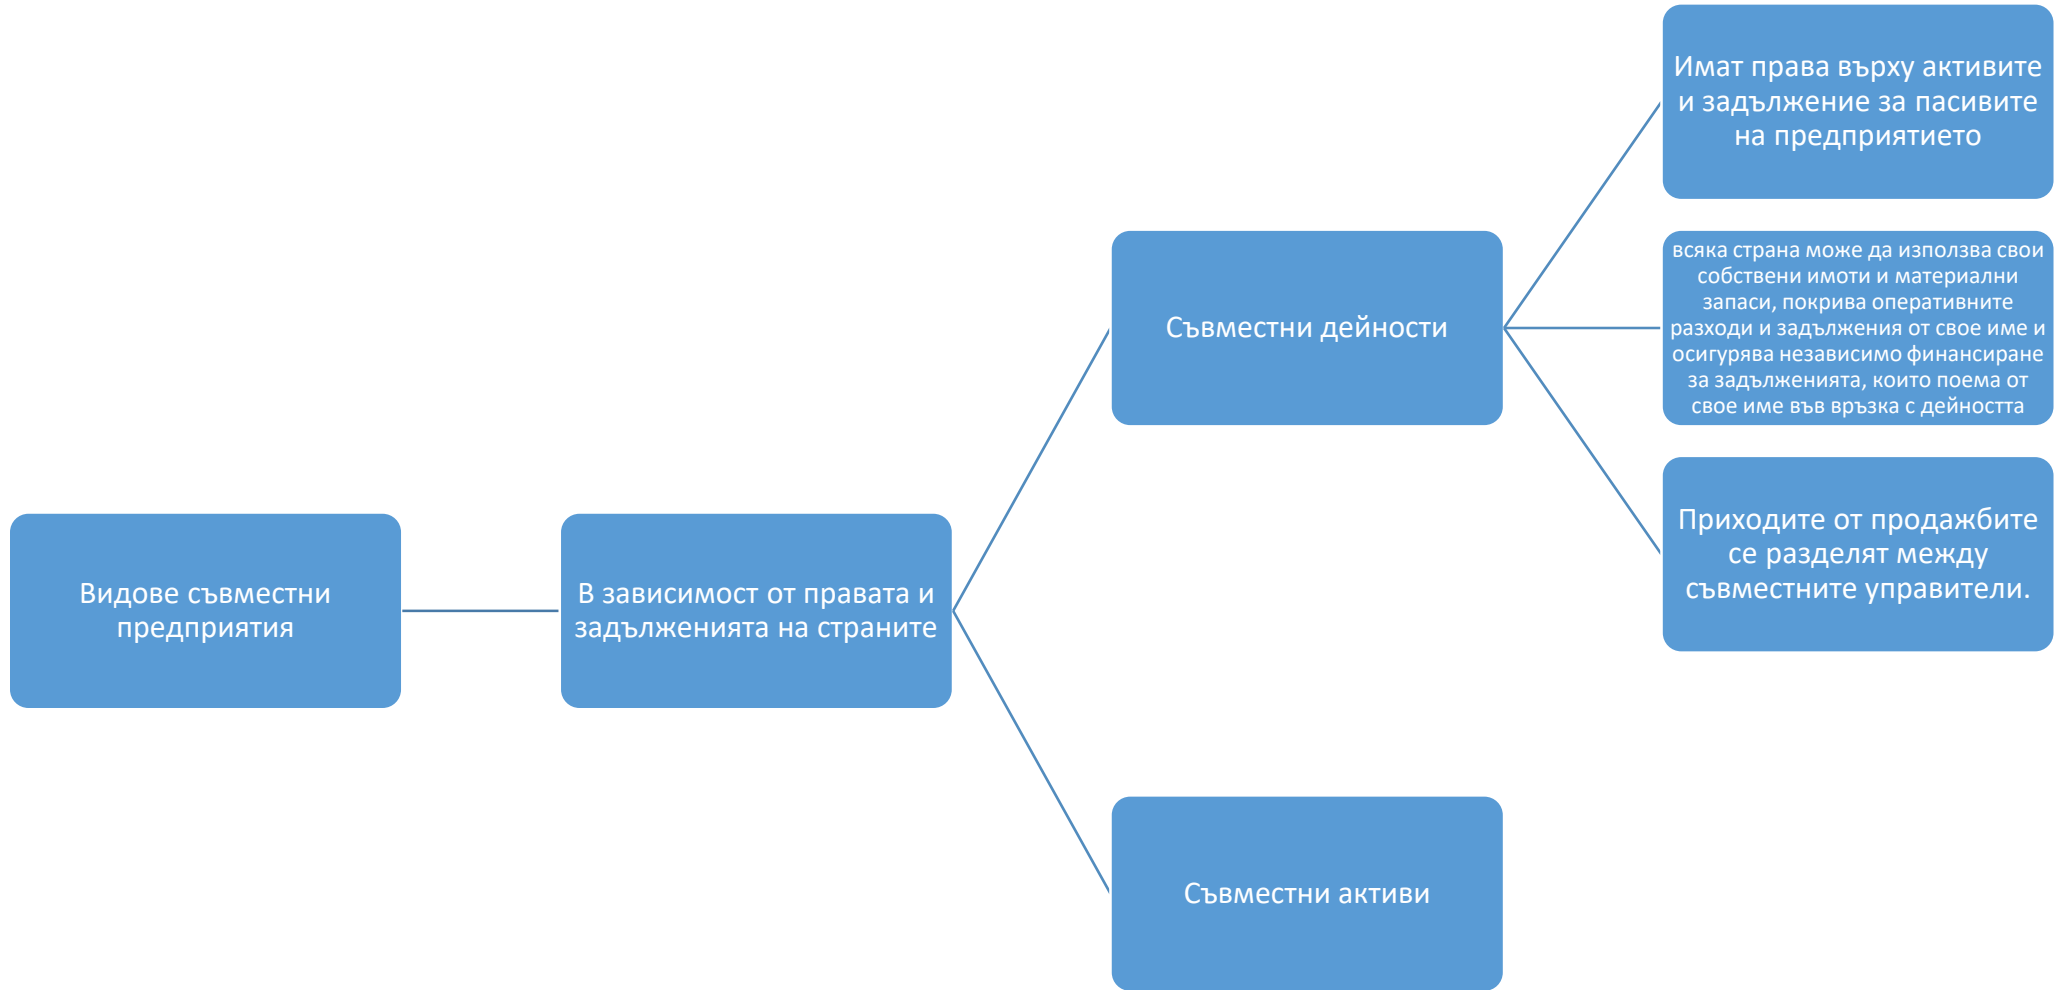 Видове съвместни
предприятия
В зависимост от правата и
задълженията на страните
Съвместни дейности
Имат права върху активите
и задължение за пасивите
на предприятието
всяка страна може да използва свои
собствени имоти и материални
запаси, покрива оперативните
разходи и задължения от свое име и
осигурява независимо финансиране
за задълженията, които поема от
свое име във връзка с дейността
Приходите от продажбите
се разделят между
съвместните управители.
Съвместни активи